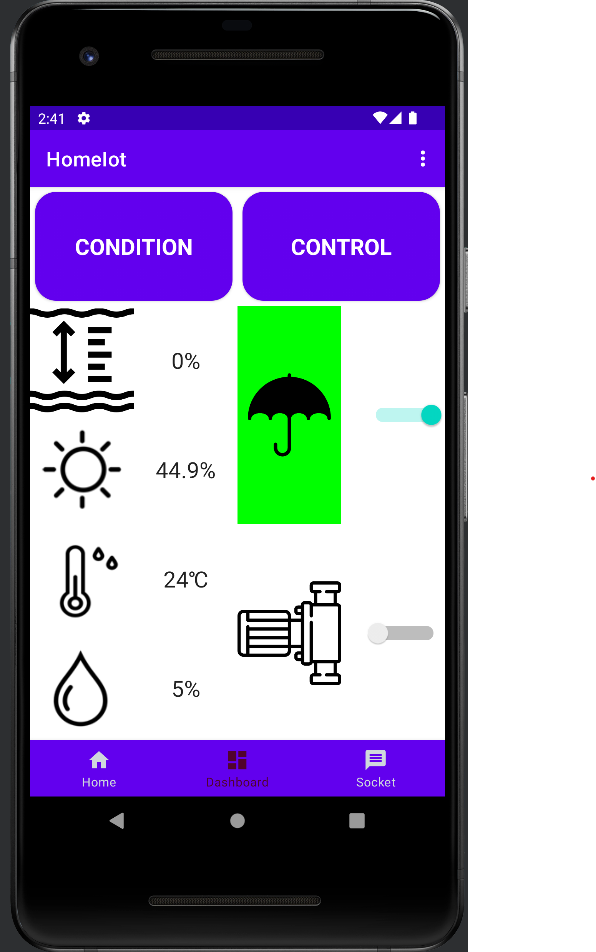 2:41
HomeIot
CONDITION
CONTROL
0%
44.9%
24℃
5%
Home
Dashboard
Socket